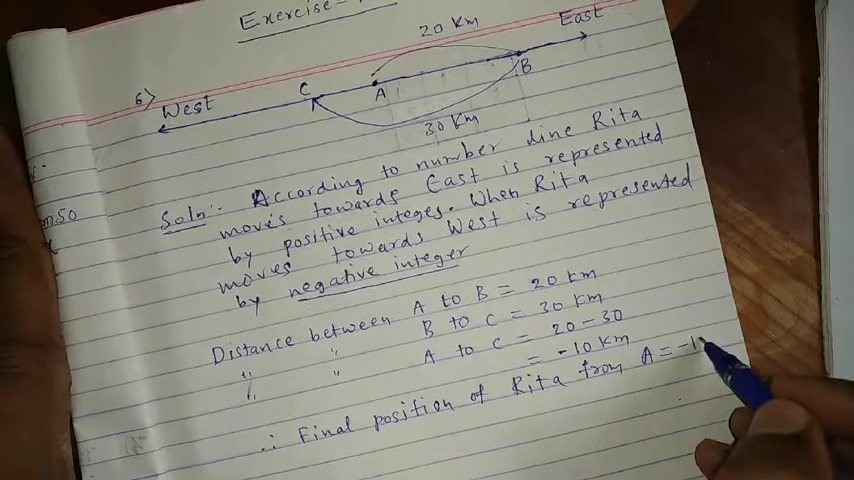 Exercise-
20 Km
East
6)
West
C
A
B
30 Km
Soln:- According to number line Rita
moves towards East is represented
by positive integes. When Rita
moves towards West is represented
by negative integer
Distance between A to B = 20 Km
" " B to C = 30 Km
" " A to C = 20-30
= -10 Km
∴ Final position of Rita from A = -1
m50